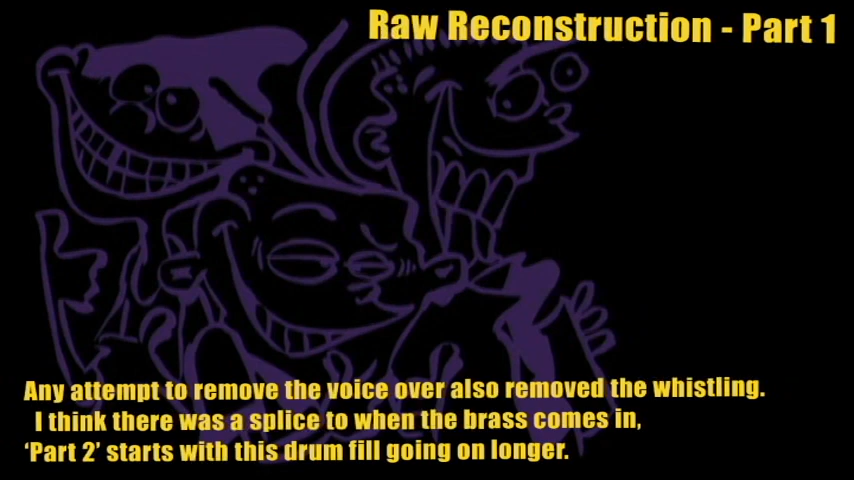 Raw Reconstruction - Part 1
Any attempt to remove the voice over also removed the whistling.
I think there was a splice to when the brass comes in,
‘Part 2’ starts with this drum fill going on longer.